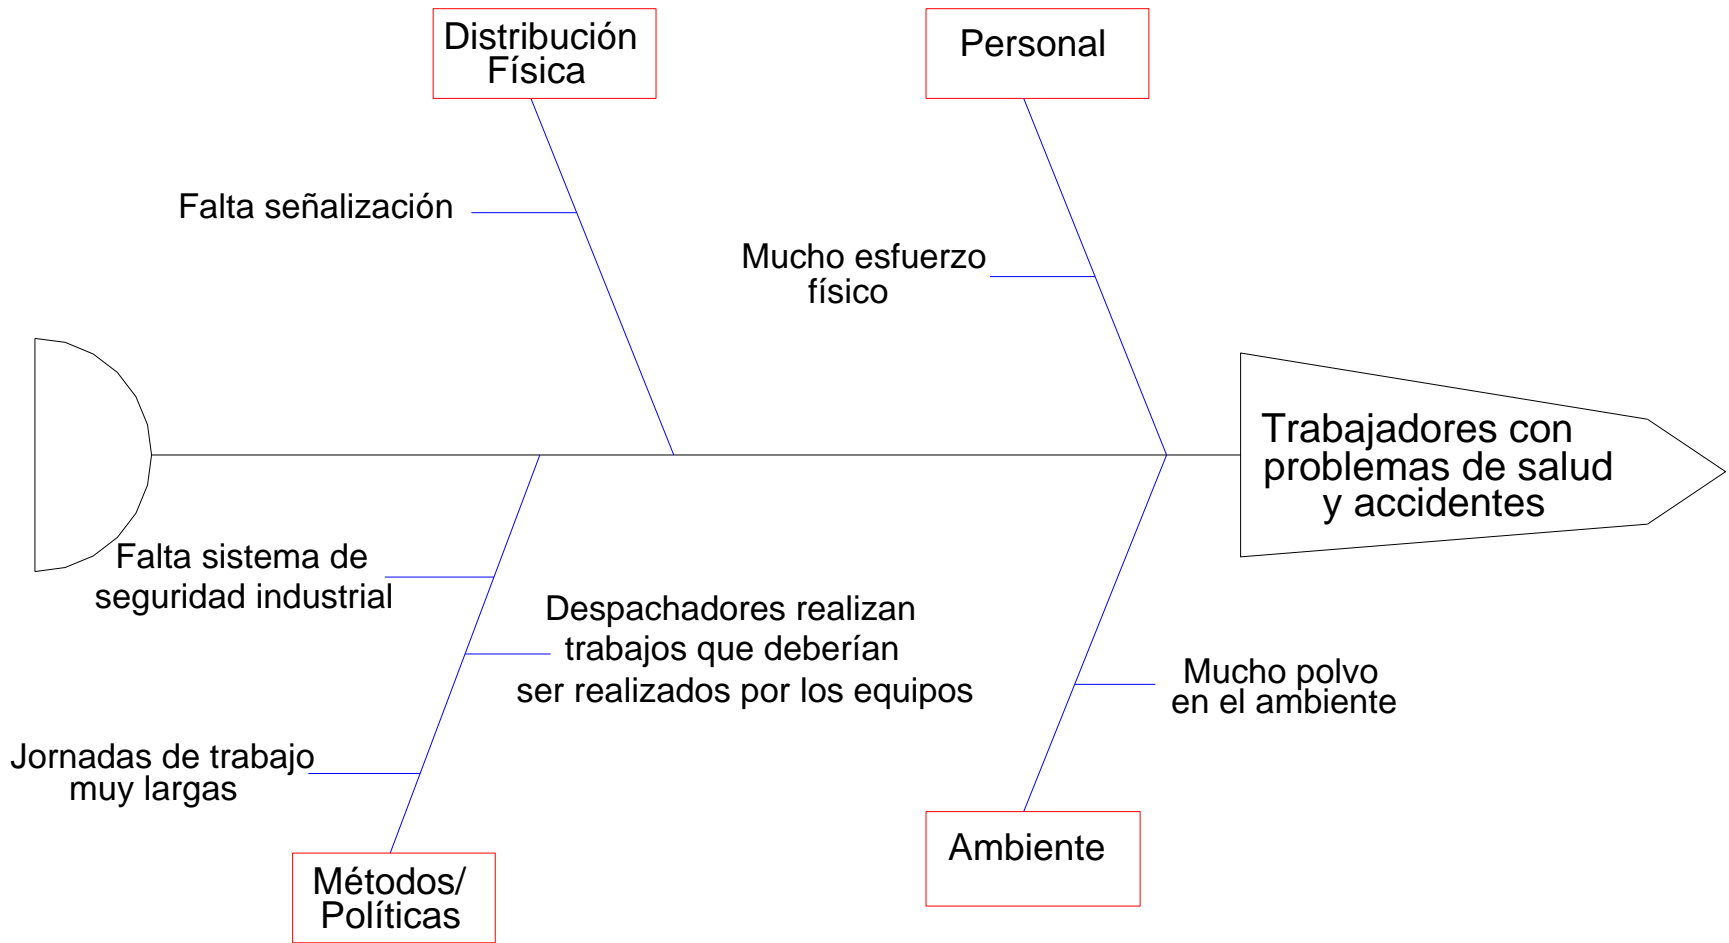 Distribución
Física
Personal
Falta señalización
Mucho esfuerzo
físico
Trabajadores con
problemas de salud
y accidentes
Falta sistema de
seguridad industrial
Despachadores realizan
trabajos que deberían
ser realizados por los equipos
Mucho polvo
en el ambiente
Jornadas de trabajo
muy largas
Ambiente
Métodos/
Políticas